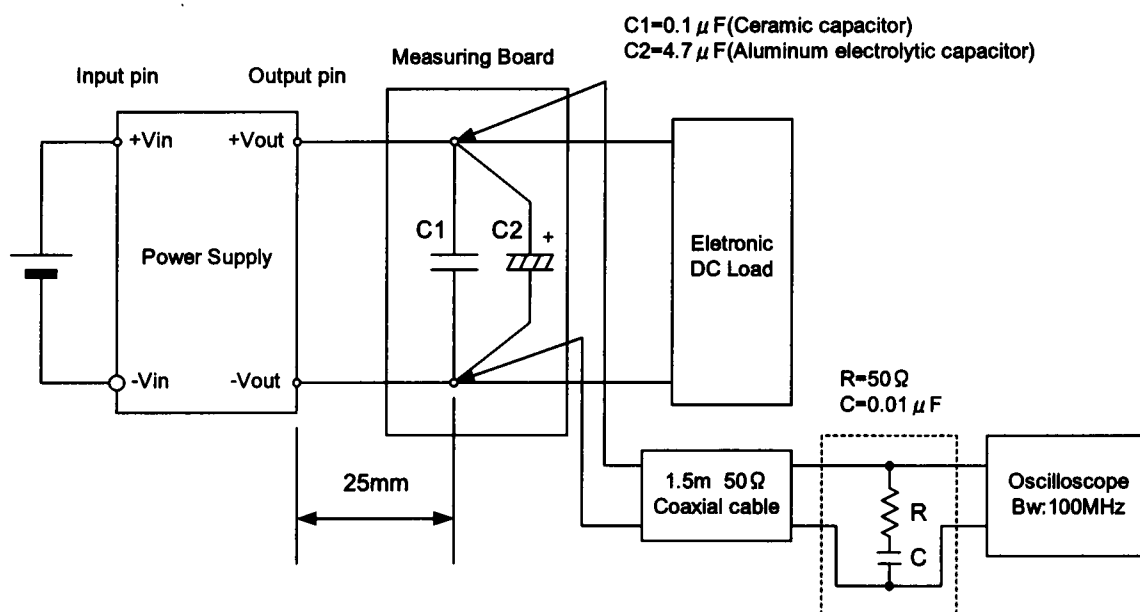 C1=0.1μF(Ceramic capacitor)
C2=4.7μF(Aluminum electrolytic capacitor)
Measuring Board
Input pin
Output pin
+Vin
+Vout
C1
C2
+
Power Supply
Eletronic
DC Load
-Vin
-Vout
R=50Ω
C=0.01μF
25mm
1.5m 50Ω
Coaxial cable
R
C
Oscilloscope
Bw:100MHz